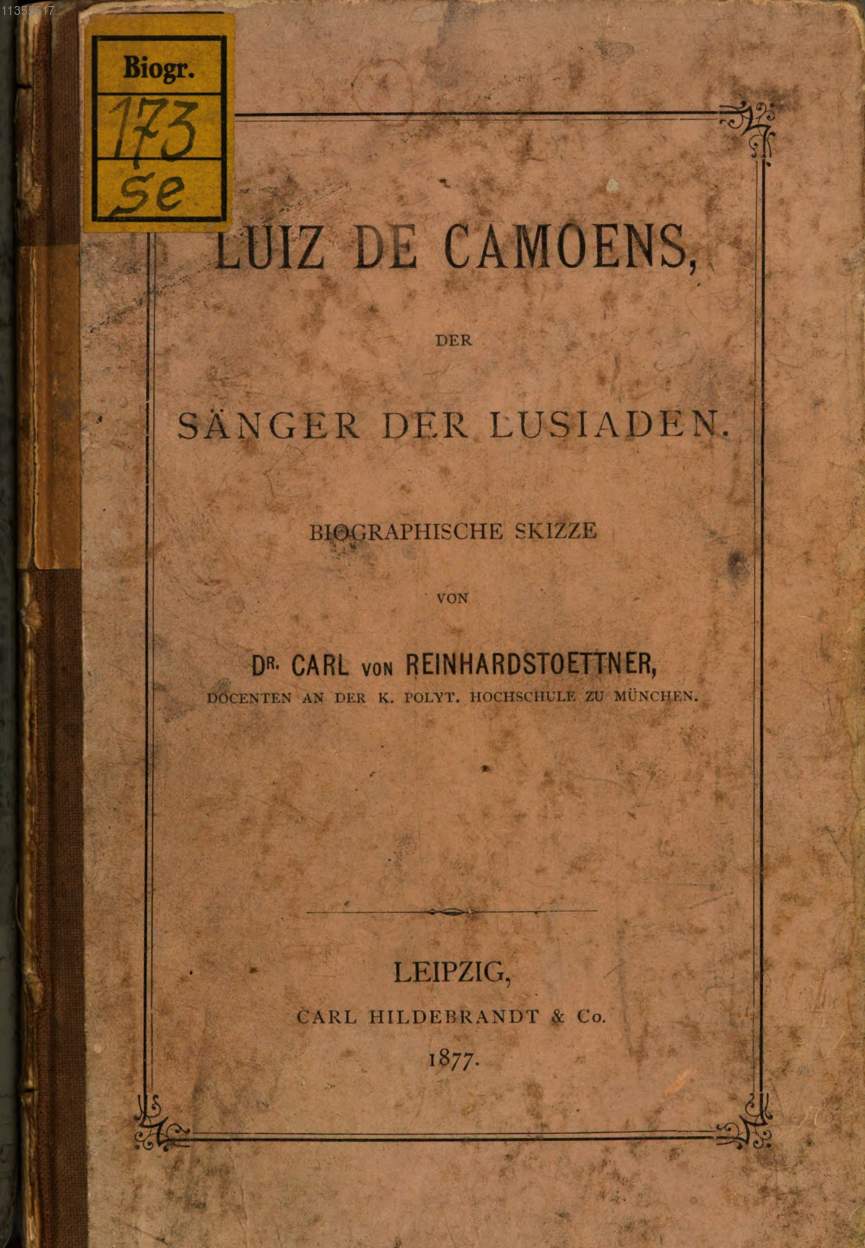 Biogr.
173
se
LUIZ DE CAMOENS,
DER
SÄNGER DER LUSIADEN.
BIOGRAPHISCHE SKIZZE
VON
DR. CARL VON REINHARDSTOETTNER,
DOCENTEN AN DER K. POLYT. HOCHSCHULE ZU MÜNCHEN.
LEIPZIG,
CARL HILDEBRANDT & Co.
1877.